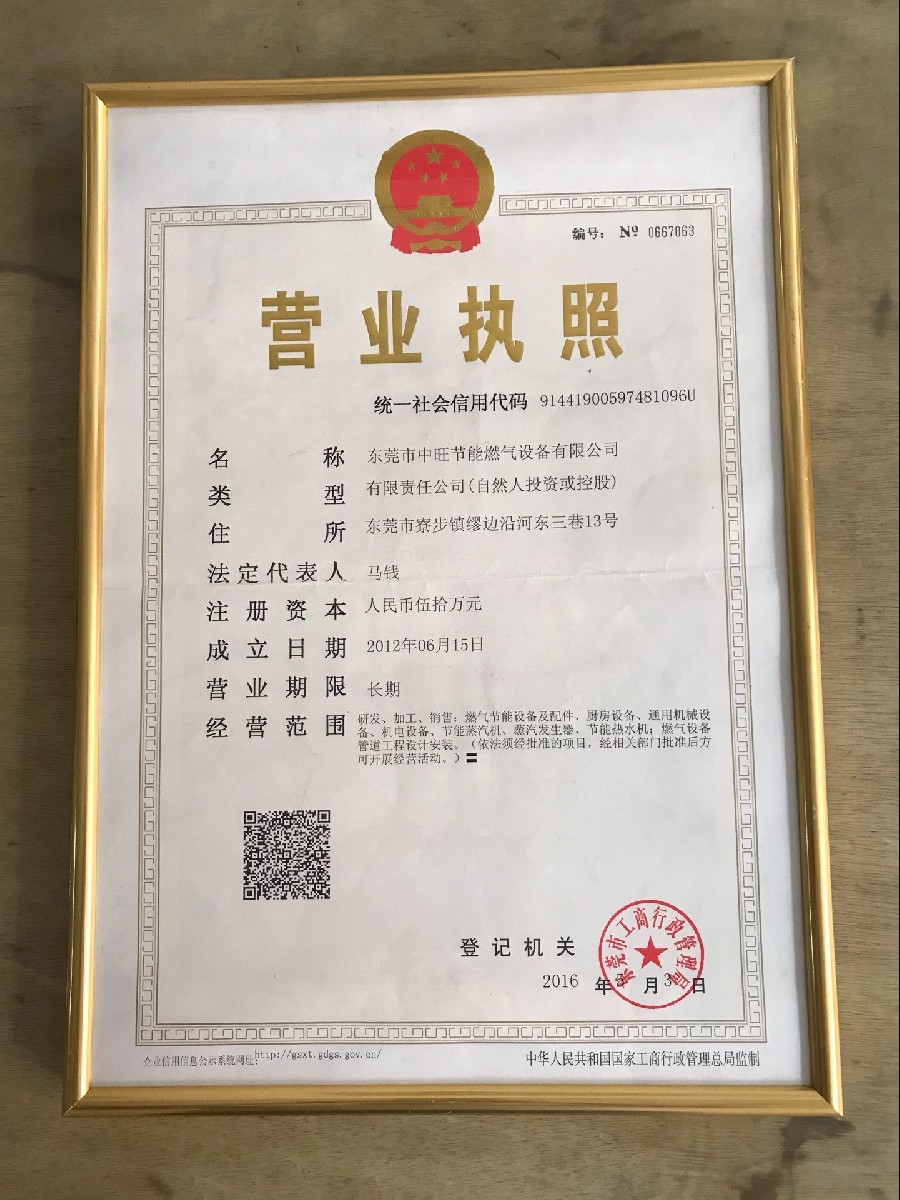 编号： № 0667063
营业执照
统一社会信用代码 91441900597481096U
名称 东莞市中旺节能燃气设备有限公司
类型 有限责任公司(自然人投资或控股)
住所 东莞市寮步镇缪边沿河东三巷13号
法定代表人 马钱
注册资本 人民币伍拾万元
成立日期 2012年06月15日
营业期限 长期
经营范围 研发、加工、销售：燃气节能设备及配件、厨房设备、通用机械设
备、机电设备、节能蒸汽机、蒸汽发生器、节能热水机；燃气设备
管道工程设计安装。（依法须经批准的项目，经相关部门批准后方
可开展经营活动。）
东莞市工商行政管理局
登记机关
2016 年 月3 日
企业信用信息公示系统网址：http://gsxt.gdgs.gov.cn/
中华人民共和国国家工商行政管理总局监制